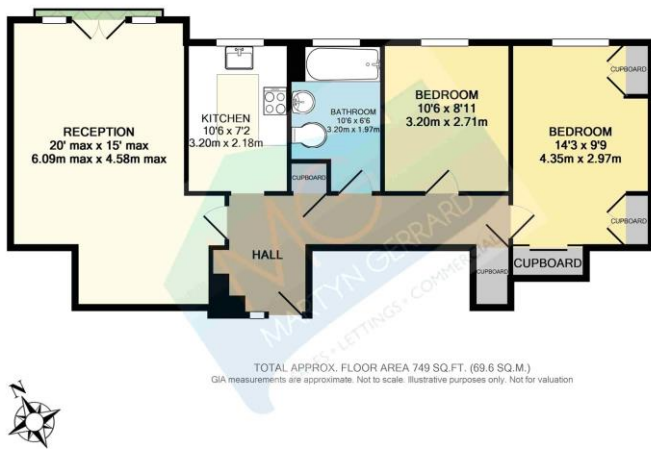 RECEPTION
20' max x 15' max
6.09m max x 4.58m max
KITCHEN
10'6 x 7'2
3.20m x 2.18m
BATHROOM
10'6 x 6'6
3.20m x 1.97m
CUPBOARD
BEDROOM
10'6 x 8'11
3.20m x 2.71m
BEDROOM
14'3 x 9'9
4.35m x 2.97m
CUPBOARD
CUPBOARD
CUPBOARD
CUPBOARD
HALL
MG
MARTYN GERRARD
LETTINGS • COMMERCIAL
TOTAL APPROX. FLOOR AREA 749 SQ.FT. (69.6 SQ.M.)
GIA measurements are approximate. Not to scale. Illustrative purposes only. Not for valuation
N